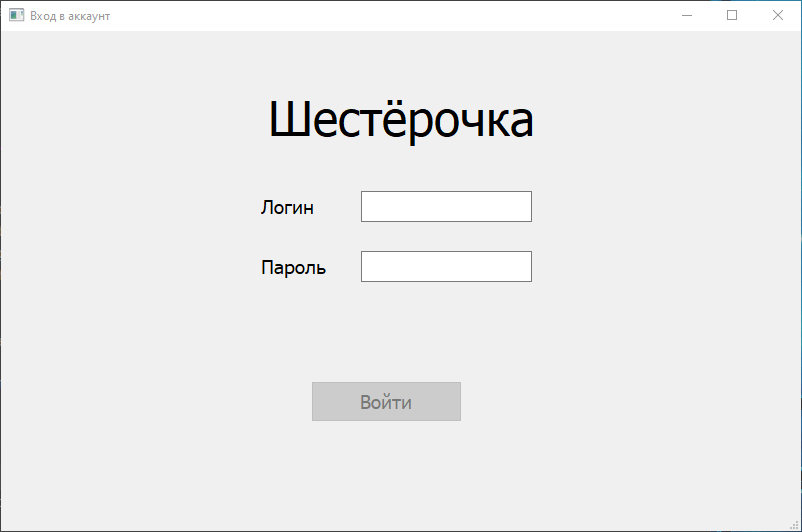 Вход в аккаунт
Шестёрочка
Логин
Пароль
Войти